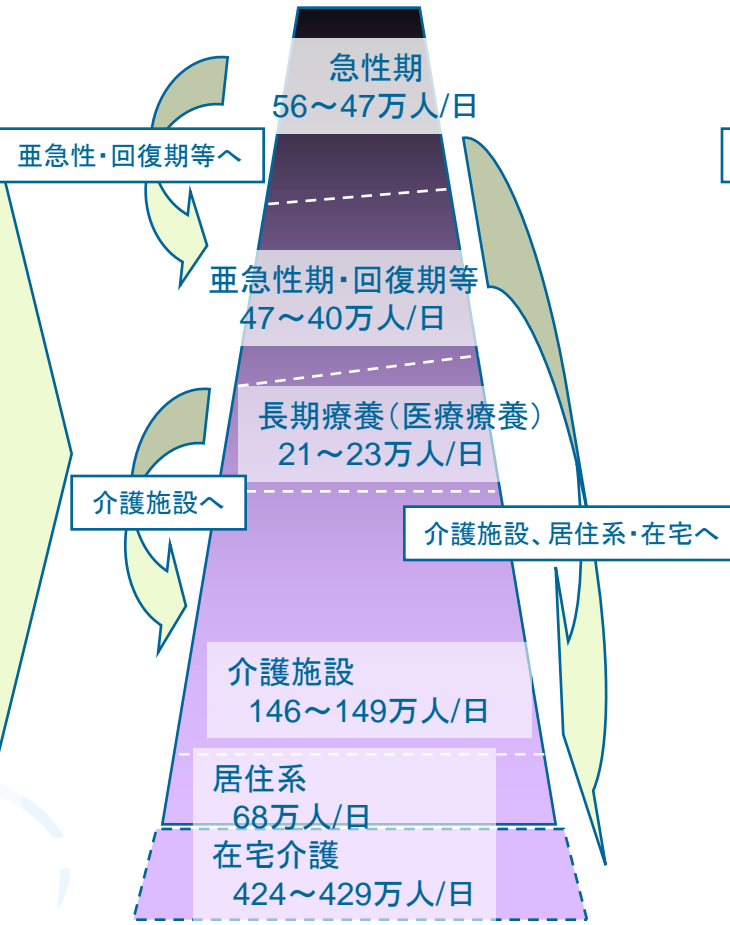 急性期
56～47万人/日
亜急性・回復期等へ
亜急性期・回復期等
47～40万人/日
長期療養（医療療養）
21～23万人/日
介護施設へ
介護施設、居住系・在宅へ
介護施設
146～149万人/日
居住系
68万人/日
在宅介護
424～429万人/日